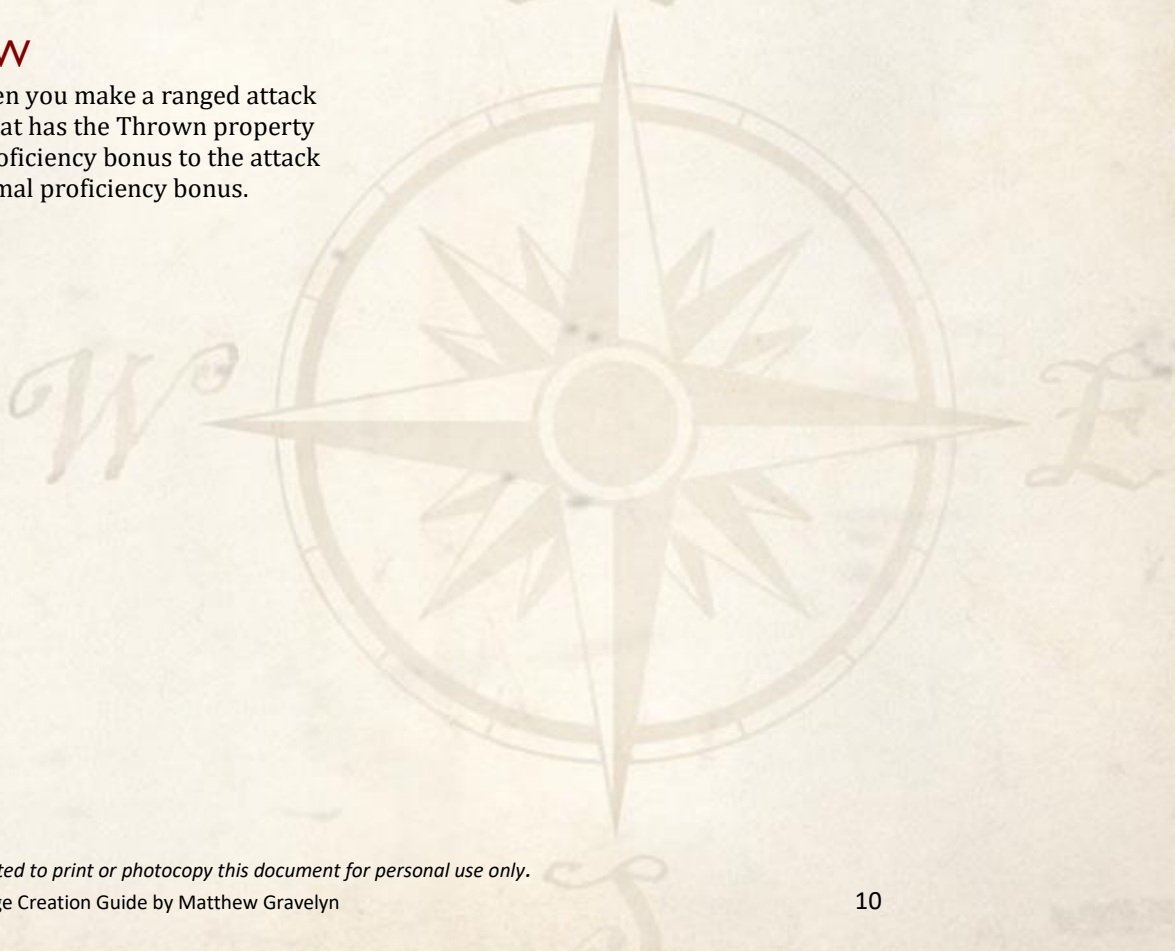 w
en you make a ranged attack
at has the Thrown property
oficiency bonus to the attack
mal proficiency bonus.
W
E
ted to print or photocopy this document for personal use only.
ge Creation Guide by Matthew Gravelyn
10